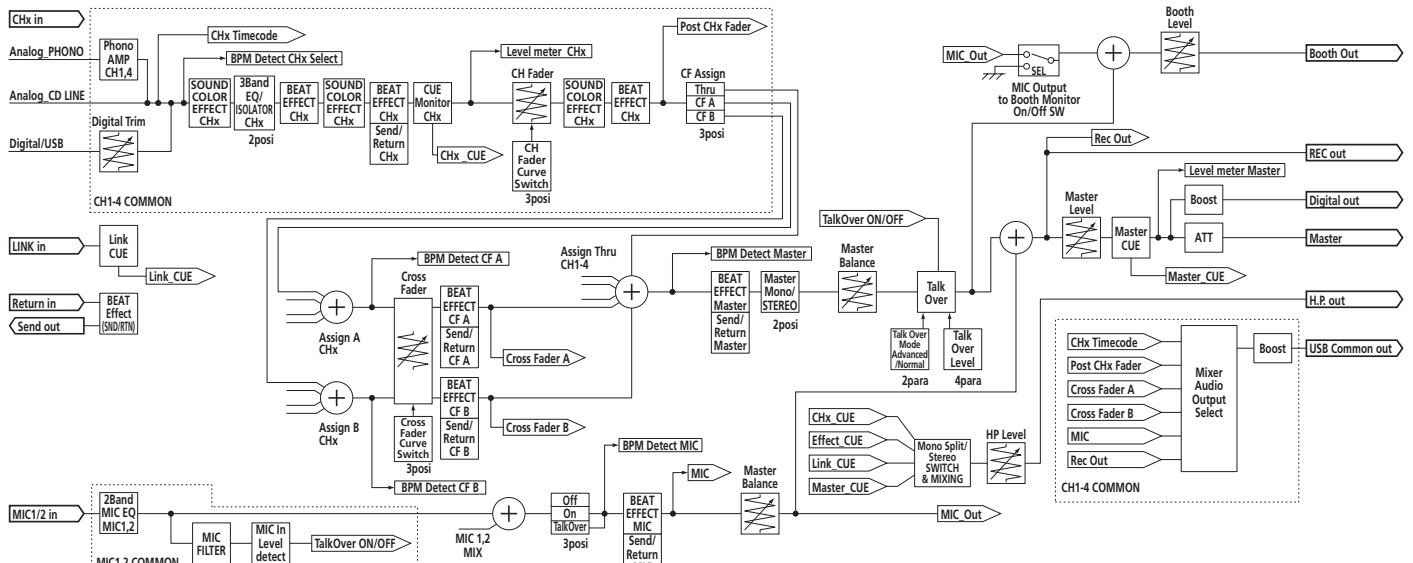 CHx in
Analog_PHONO
Phono
AMP
CH1,4
CHx Timecode
BPM Detect CHx Select
Analog_CD LINE
Digital Trim
Digital/USB
SOUND
COLOR
EFFECT
CHx
3Band
EQ/
ISOLATOR
CHx
2posi
BEAT
EFFECT
CHx
SOUND
COLOR
EFFECT
CHx
BEAT
EFFECT
CHx
Send/
Return
CHx
CUE
Monitor
CHx
CHx _CUE
Level meter CHx
CH Fader
CH
Fader
Curve
Switch
3posi
SOUND
COLOR
EFFECT
CHx
BEAT
EFFECT
CHx
Post CHx Fader
CF Assign
Thru
CF A
CF B
3posi
CH1-4 COMMON
MIC_Out
SEL
MIC Output
to Booth Monitor
On/Off SW
Booth
Level
Booth Out
Rec Out
REC out
Level meter Master
Master
Level
Master
CUE
Master_CUE
Boost
Digital out
ATT
Master
LINK in
Link
CUE
Link_CUE
Return in
Send out
BEAT
Effect
(SND/RTN)
BPM Detect CF A
Cross
Fader
Assign A
CHx
BEAT
EFFECT
CF A
Send/
Return
CF A
Cross Fader A
Assign B
CHx
Cross
Fader
Curve
Switch
3posi
BEAT
EFFECT
CF B
Send/
Return
CF B
Cross Fader B
BPM Detect CF B
Assign Thru
CH1-4
BPM Detect Master
BEAT
EFFECT
Master
Send/
Return
Master
Master
Mono/
STEREO
2posi
Master
Balance
TalkOver ON/OFF
Talk
Over
Talk Over
Mode
Advanced
/Normal
2para
Talk
Over
Level
4para
H.P. out
CHx Timecode
Post CHx Fader
Cross Fader A
Cross Fader B
MIC
Rec Out
Mixer
Audio
Output
Select
Boost
USB Common out
CH1-4 COMMON
CHx_CUE
Effect_CUE
Link_CUE
Master_CUE
Mono Split/
Stereo
SWITCH
& MIXING
HP Level
MIC1/2 in
2Band
MIC EQ
MIC1,2
MIC
FILTER
MIC in
Level
detect
TalkOver ON/OFF
MIC1,2 COMMON
MIC 1,2
MIX
Off
On
TalkOver
3posi
BPM Detect MIC
BEAT
EFFECT
MIC
Send/
Return
MIC
Master
Balance
MIC_Out